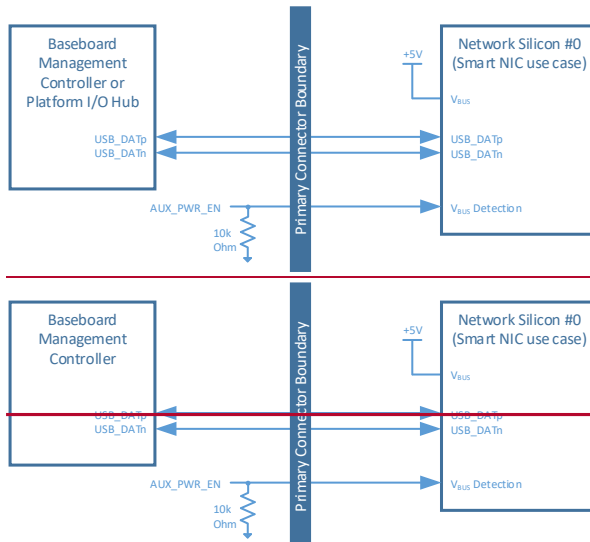 Baseboard
Management
Controller or
Platform I/O Hub
USB_DATp
USB_DATn
AUX_PWR_EN
10k
Ohm
Primary Connector Boundary
+5V
Network Silicon #0
(Smart NIC use case)
VBUS
USB_DATp
USB_DATn
VBUS Detection
Baseboard
Management
Controller
USB_DATp
USB_DATn
AUX_PWR_EN
10k
Ohm
Primary Connector Boundary
+5V
Network Silicon #0
(Smart NIC use case)
VBUS
USB_DATp
USB_DATn
VBUS Detection